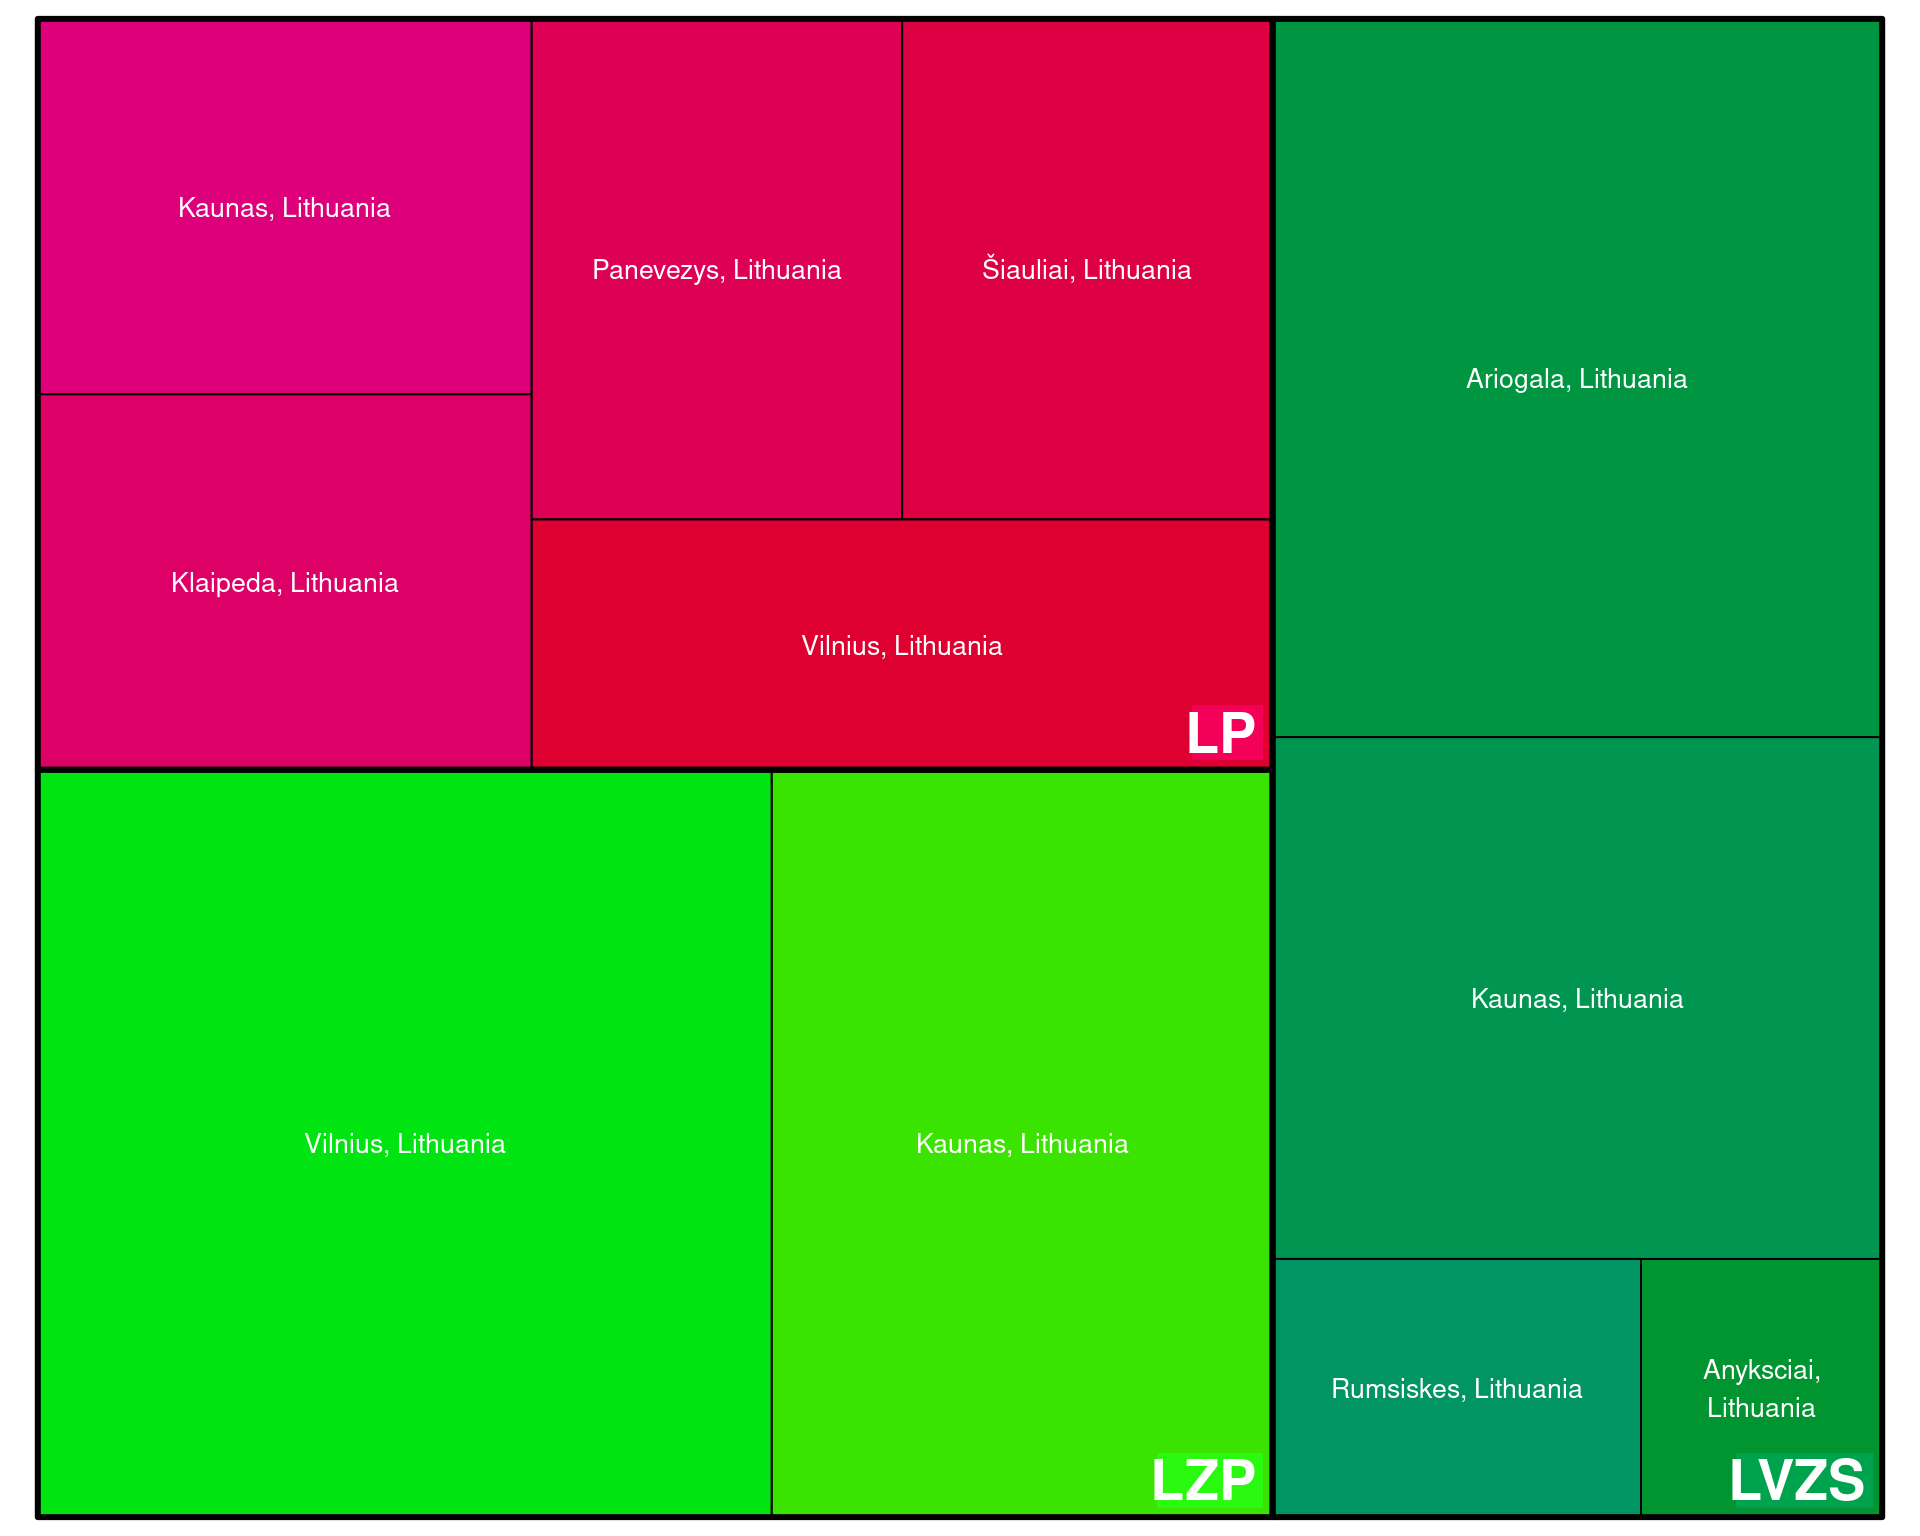 Kaunas, Lithuania
Panevezys, Lithuania
Šiauliai, Lithuania
Klaipeda, Lithuania
Vilnius, Lithuania
LP
Vilnius, Lithuania
Kaunas, Lithuania
LZP
Ariogala, Lithuania
Kaunas, Lithuania
Rumsiskes, Lithuania
Anyksciai,
Lithuania
LVZS